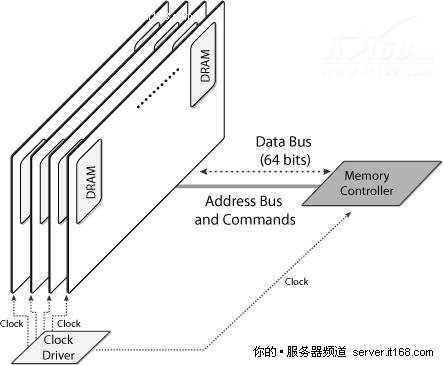 it168.com
www.it168.com
DRAM
Data Bus
(64 bits)
Memory
Controller
DRAM
Address Bus
and Commands
Clock
Clock
Clock
Clock
Driver
你的·服务器频道 server.it168.com